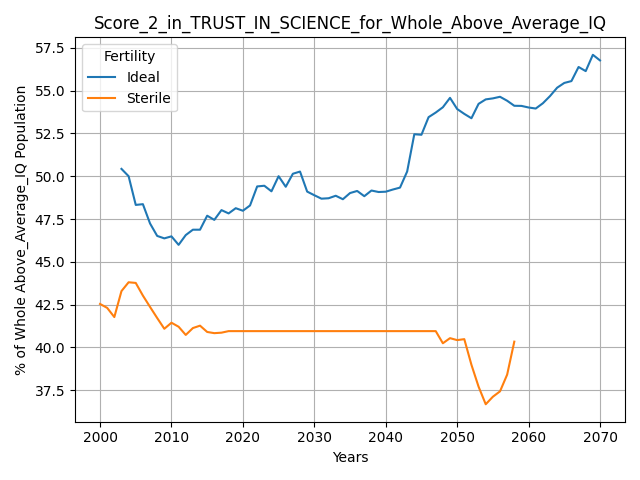 Score_2_in_TRUST_IN_SCIENCE_for_Whole_Above_Average_IQ
Fertility
Ideal
Sterile
% of Whole Above_Average_IQ Population
57.5
55.0
52.5
50.0
47.5
45.0
42.5
40.0
37.5
2000 2010 2020 2030 2040 2050 2060 2070
Years